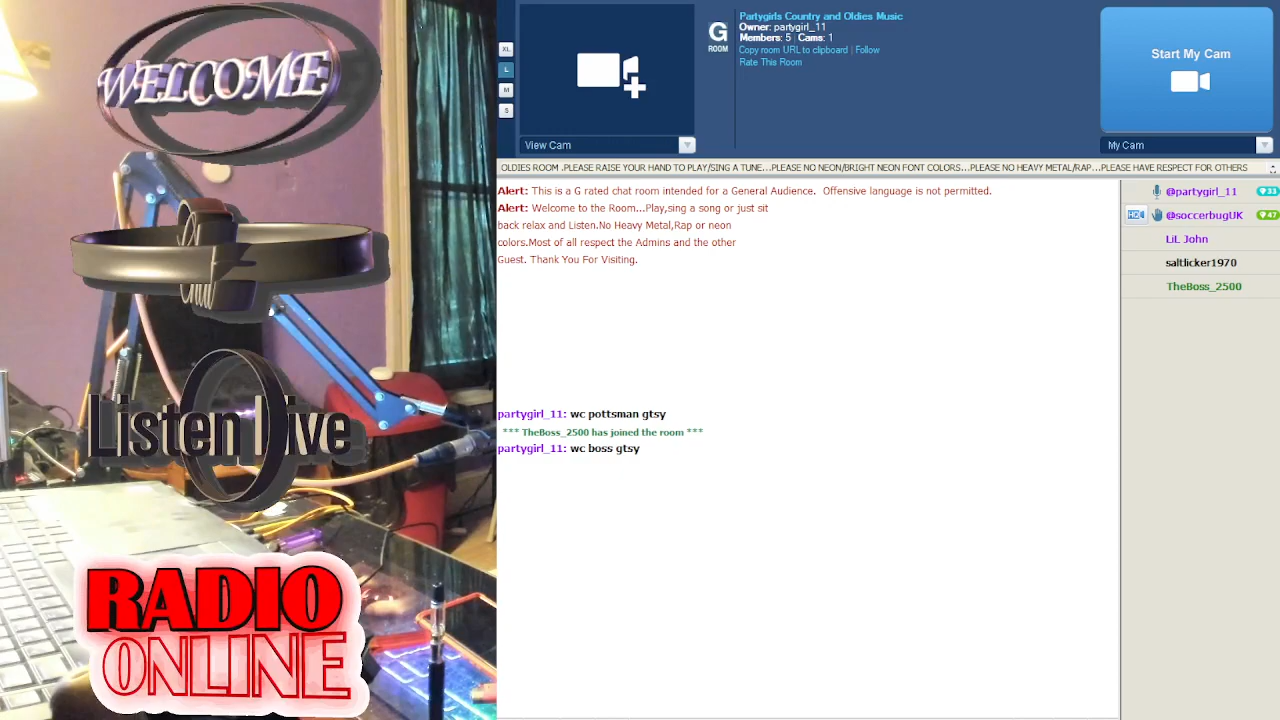 WELCOME
Chat
Listen Live
RADIO
ONLINE
XL
L
M
S
View Cam
G
ROOM
Partygirls Country and Oldies Music
Owner: partygirl_11
Members: 5 | Cams: 1
Copy room URL to clipboard | Follow
Rate This Room
Start My Cam
My Cam
OLDIES ROOM .PLEASE RAISE YOUR HAND TO PLAY/SING A TUNE...PLEASE NO NEON/BRIGHT NEON FONT COLORS...PLEASE NO HEAVY METAL/RAP...PLEASE HAVE RESPECT FOR OTHERS
Alert: This is a G rated chat room intended for a General Audience. Offensive language is not permitted.
Alert: Welcome to the Room...Play,sing a song or just sit
back relax and Listen.No Heavy Metal,Rap or neon
colors.Most of all respect the Admins and the other
Guest. Thank You For Visiting.
partygirl_11: wc pottsman gtsy
*** TheBoss_2500 has joined the room ***
partygirl_11: wc boss gtsy
@partygirl_11 33
HD @soccerbugUK 47
LiL John
saltlicker1970
TheBoss_2500